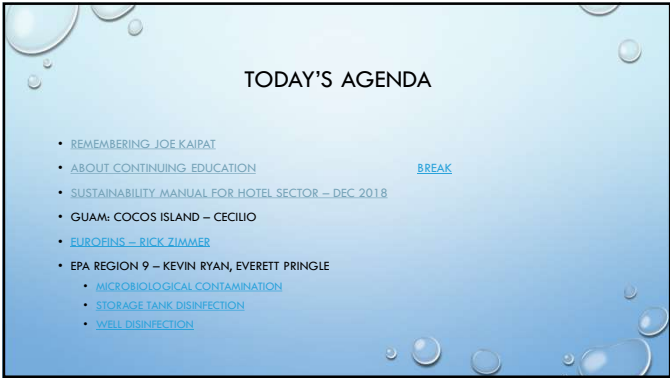 TODAY'S AGENDA
• REMEMBERING JOE KAIPAT
• ABOUT CONTINUING EDUCATION BREAK
• SUSTAINABILITY MANUAL FOR HOTEL SECTOR – DEC 2018
• GUAM: COCOS ISLAND – CECILIO
• EUROFINS – RICK ZIMMER
• EPA REGION 9 – KEVIN RYAN, EVERETT PRINGLE
• MICROBIOLOGICAL CONTAMINATION
• STORAGE TANK DISINFECTION
• WELL DISINFECTION